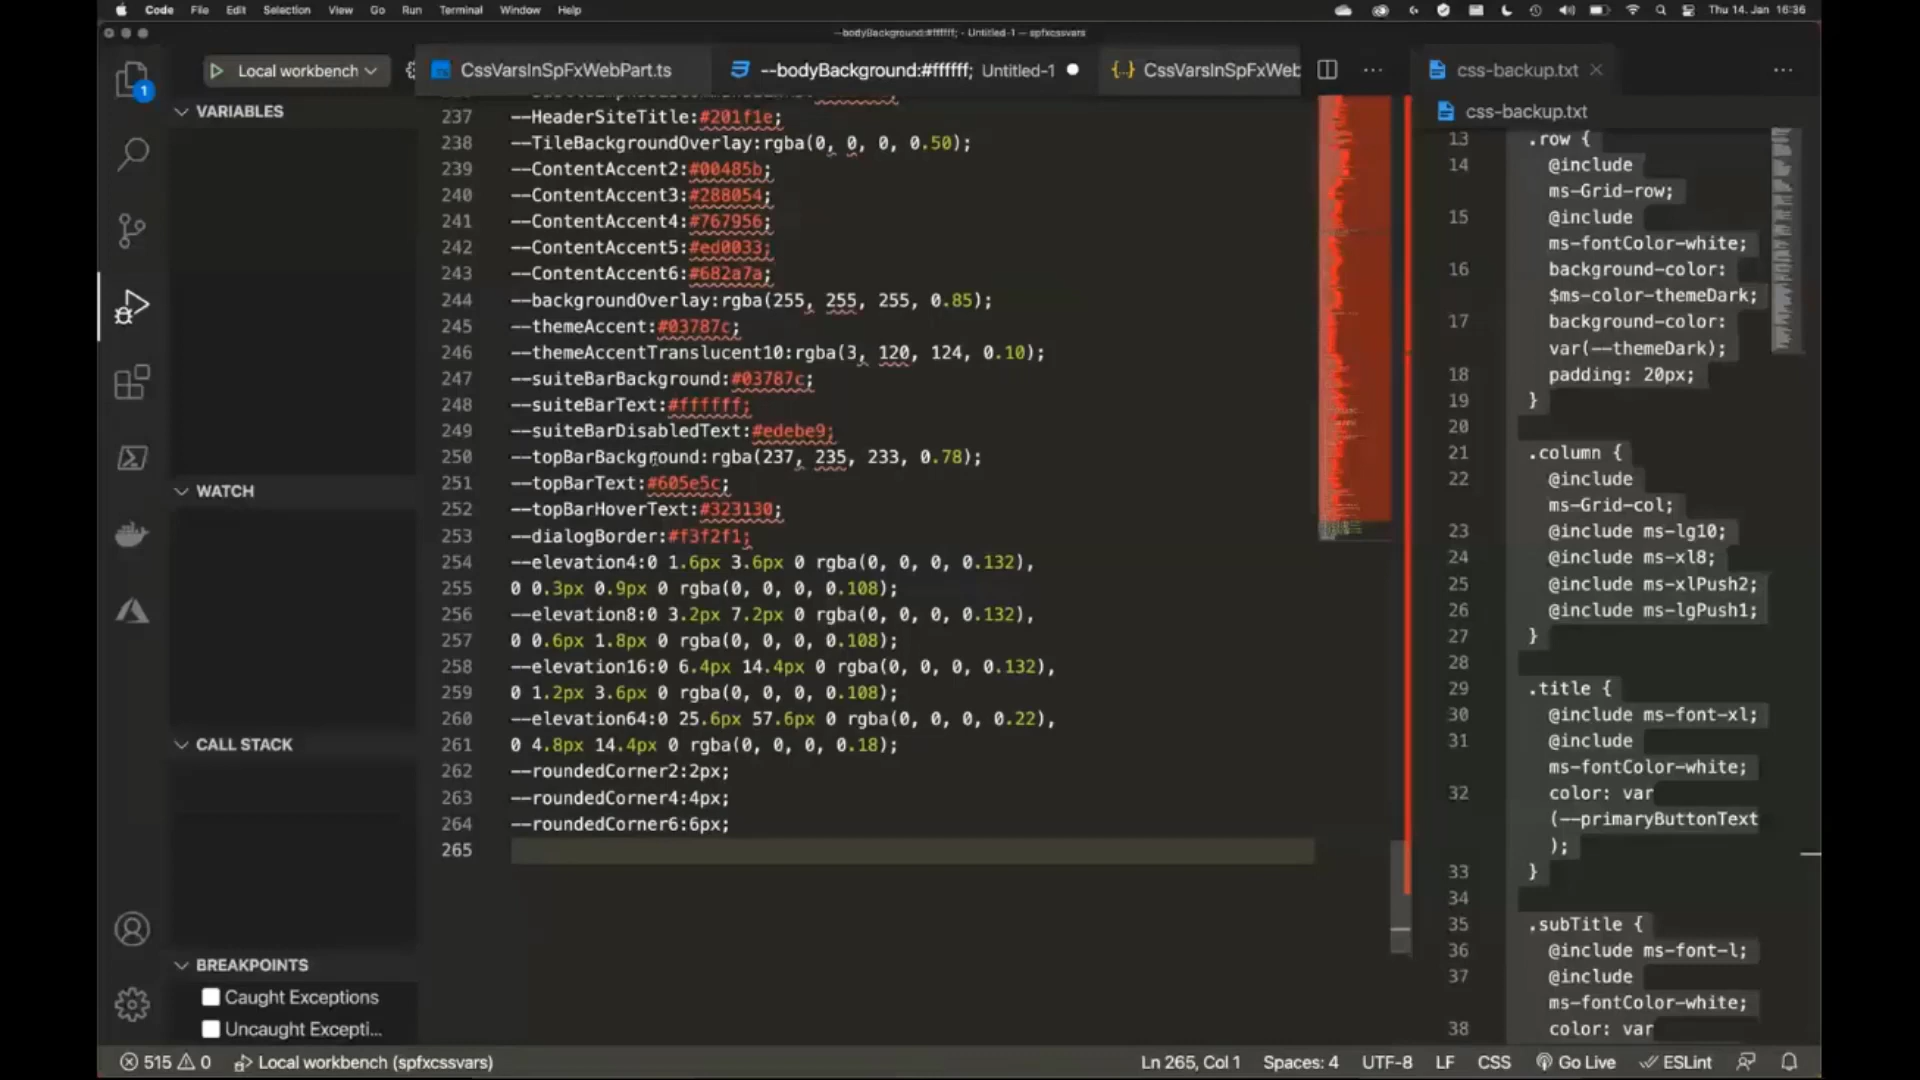 Code File Edit Selection View Go Run Terminal Window Help Thu 14. Jan 16:36
--bodyBackground:#ffffff; - Untitled-1 — spfxcssvars
1
Local workbench
CssVarsInSpFxWebPart.ts
--bodyBackground:#ffffff; Untitled-1
{..} CssVarsInSpFxWeb
css-backup.txt
css-backup.txt
VARIABLES
WATCH
CALL STACK
BREAKPOINTS
Caught Exceptions
Uncaught Excepti...
237 --HeaderSiteTitle:#201f1e;
238 --TileBackgroundOverlay:rgba(0, 0, 0, 0.50);
239 --ContentAccent2:#00485b;
240 --ContentAccent3:#288054;
241 --ContentAccent4:#767956;
242 --ContentAccent5:#ed0033;
243 --ContentAccent6:#682a7a;
244 --backgroundOverlay:rgba(255, 255, 255, 0.85);
245 --themeAccent:#03787c;
246 --themeAccentTranslucent10:rgba(3, 120, 124, 0.10);
247 --suiteBarBackground:#03787c;
248 --suiteBarText:#ffffff;
249 --suiteBarDisabledText:#edebe9;
250 --topBarBackground:rgba(237, 235, 233, 0.78);
251 --topBarText:#605e5c;
252 --topBarHoverText:#323130;
253 --dialogBorder:#f3f2f1;
254 --elevation4:0 1.6px 3.6px 0 rgba(0, 0, 0, 0.132),
255 0 0.3px 0.9px 0 rgba(0, 0, 0, 0.108);
256 --elevation8:0 3.2px 7.2px 0 rgba(0, 0, 0, 0.132),
257 0 0.6px 1.8px 0 rgba(0, 0, 0, 0.108);
258 --elevation16:0 6.4px 14.4px 0 rgba(0, 0, 0, 0.132),
259 0 1.2px 3.6px 0 rgba(0, 0, 0, 0.108);
260 --elevation64:0 25.6px 57.6px 0 rgba(0, 0, 0, 0.22),
261 0 4.8px 14.4px 0 rgba(0, 0, 0, 0.18);
262 --roundedCorner2:2px;
263 --roundedCorner4:4px;
264 --roundedCorner6:6px;
265
13 .row {
14 @include
ms-Grid-row;
15 @include
ms-fontColor-white;
16 background-color:
$ms-color-themeDark;
17 background-color:
var(--themeDark);
18 padding: 20px;
19 }
20
21 .column {
22 @include
ms-Grid-col;
23 @include ms-lg10;
24 @include ms-xl8;
25 @include ms-xlPush2;
26 @include ms-lgPush1;
27 }
28
29 .title {
30 @include ms-font-xl;
31 @include
ms-fontColor-white;
32 color: var
(--primaryButtonText
);
33 }
34
35 .subTitle {
36 @include ms-font-l;
37 @include
ms-fontColor-white;
38 color: var
515 0 Local workbench (spfxcssvars) Ln 265, Col 1 Spaces: 4 UTF-8 LF CSS Go Live ESLint